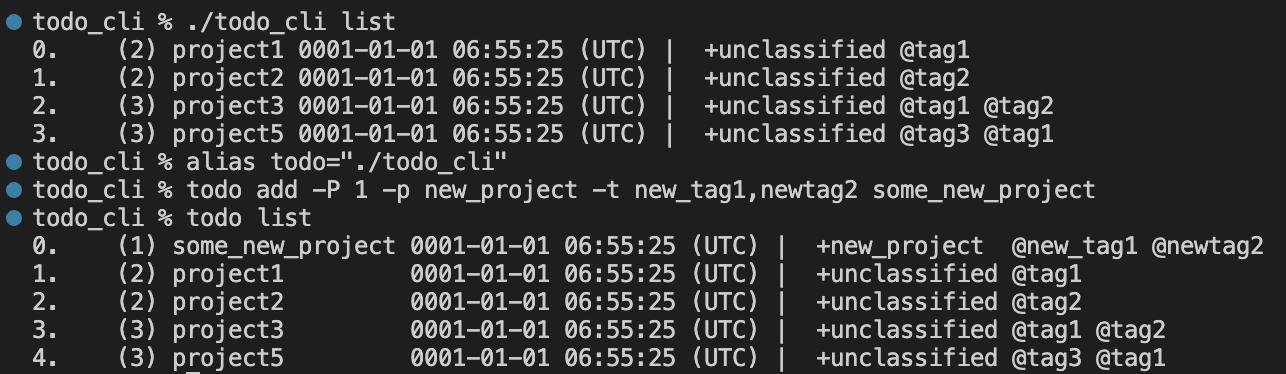 todo_cli % ./todo_cli list
0.    (2) project1 0001-01-01 06:55:25 (UTC) |  +unclassified @tag1
1.    (2) project2 0001-01-01 06:55:25 (UTC) |  +unclassified @tag2
2.    (3) project3 0001-01-01 06:55:25 (UTC) |  +unclassified @tag1 @tag2
3.    (3) project5 0001-01-01 06:55:25 (UTC) |  +unclassified @tag3 @tag1
todo_cli % alias todo="./todo_cli"
todo_cli % todo add -P 1 -p new_project -t new_tag1,newtag2 some_new_project
todo_cli % todo list
0.    (1) some_new_project 0001-01-01 06:55:25 (UTC) |  +new_project  @new_tag1 @newtag2
1.    (2) project1         0001-01-01 06:55:25 (UTC) |  +unclassified @tag1
2.    (2) project2         0001-01-01 06:55:25 (UTC) |  +unclassified @tag2
3.    (3) project3         0001-01-01 06:55:25 (UTC) |  +unclassified @tag1 @tag2
4.    (3) project5         0001-01-01 06:55:25 (UTC) |  +unclassified @tag3 @tag1